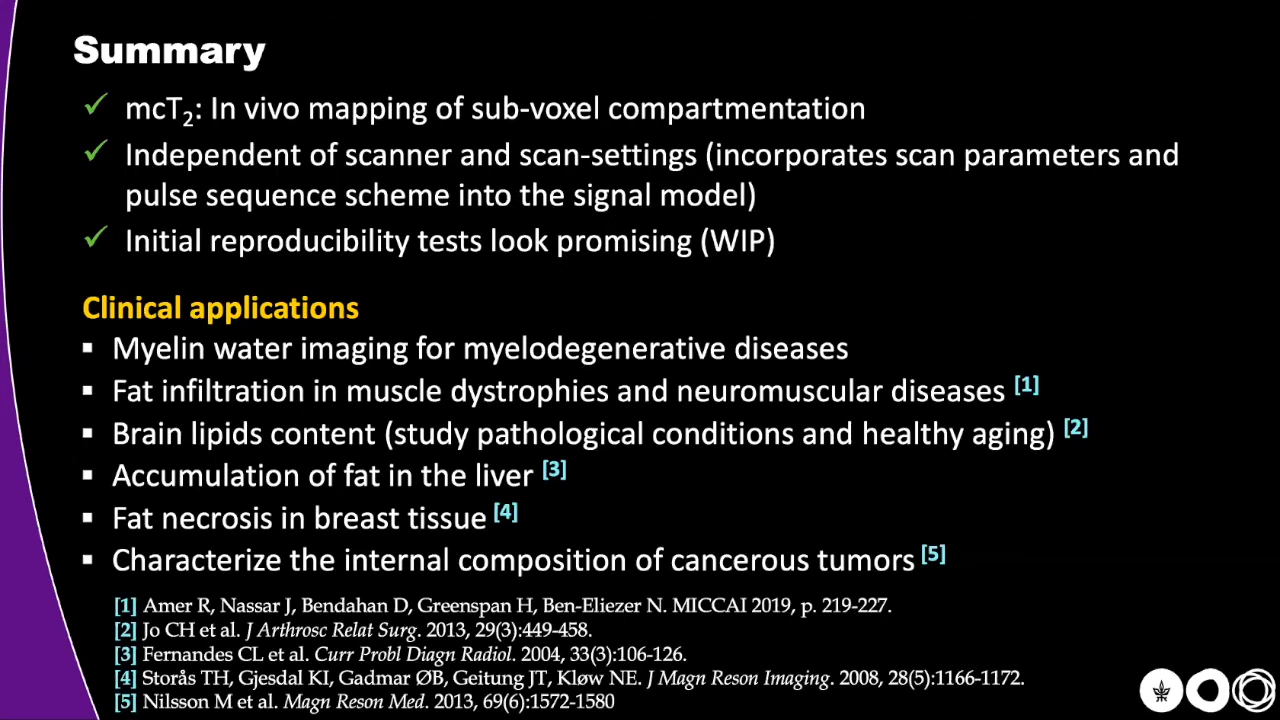 Summary
✓ mcT₂: In vivo mapping of sub-voxel compartmentation
✓ Independent of scanner and scan-settings (incorporates scan parameters and
pulse sequence scheme into the signal model)
✓ Initial reproducibility tests look promising (WIP)
Clinical applications
▪ Myelin water imaging for myelodegenerative diseases
▪ Fat infiltration in muscle dystrophies and neuromuscular diseases [1]
▪ Brain lipids content (study pathological conditions and healthy aging) [2]
▪ Accumulation of fat in the liver [3]
▪ Fat necrosis in breast tissue [4]
▪ Characterize the internal composition of cancerous tumors [5]
[1] Amer R, Nassar J, Bendahan D, Greenspan H, Ben-Eliezer N. MICCAI 2019, p. 219-227.
[2] Jo CH et al. J Arthrosc Relat Surg. 2013, 29(3):449-458.
[3] Fernandes CL et al. Curr Probl Diagn Radiol. 2004, 33(3):106-126.
[4] Storås TH, Gjesdal KI, Gadmar ØB, Geitung JT, Kløw NE. J Magn Reson Imaging. 2008, 28(5):1166-1172.
[5] Nilsson M et al. Magn Reson Med. 2013, 69(6):1572-1580